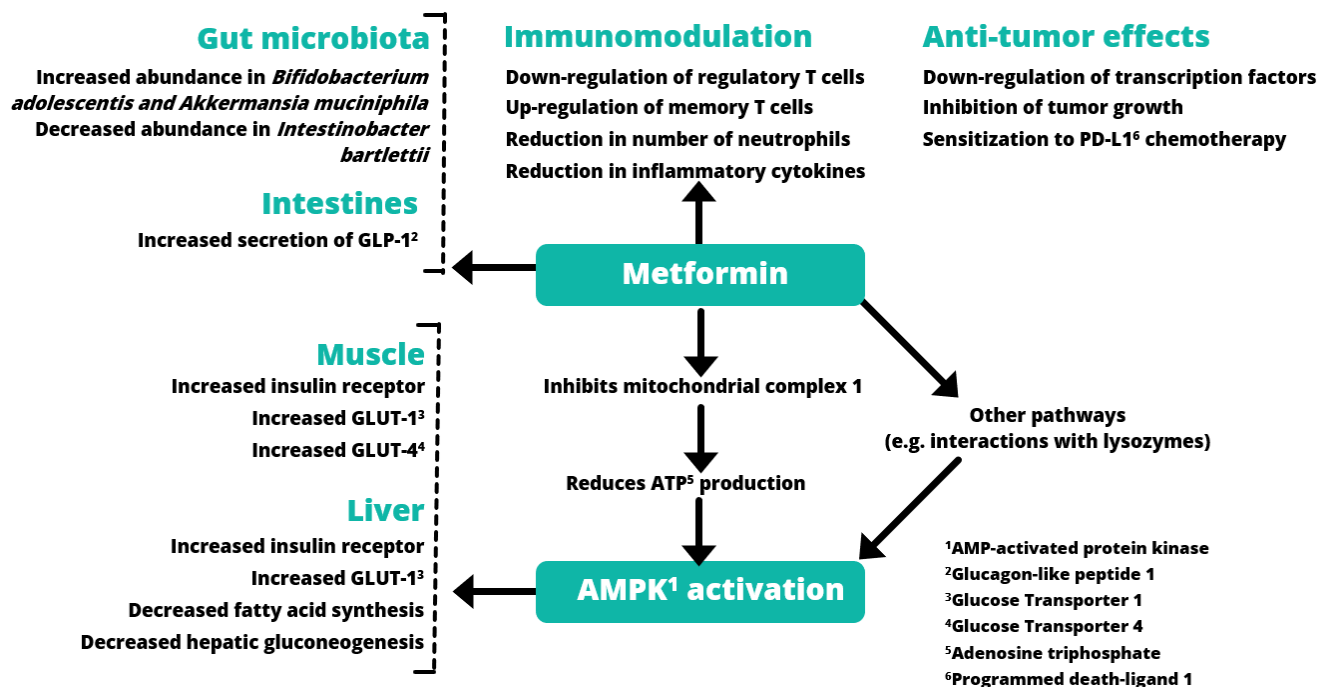 Gut microbiota
Increased abundance in Bifidobacterium
adolescentis and Akkermansia muciniphila
Decreased abundance in Intestinobacter
bartlettii
Intestines
Increased secretion of GLP-1²
Immunomodulation
Down-regulation of regulatory T cells
Up-regulation of memory T cells
Reduction in number of neutrophils
Reduction in inflammatory cytokines
Anti-tumor effects
Down-regulation of transcription factors
Inhibition of tumor growth
Sensitization to PD-L1⁶ chemotherapy
Metformin
Muscle
Increased insulin receptor
Increased GLUT-1³
Increased GLUT-4⁴
Liver
Increased insulin receptor
Increased GLUT-1³
Decreased fatty acid synthesis
Decreased hepatic gluconeogenesis
Inhibits mitochondrial complex 1
Reduces ATP⁵ production
AMPK¹ activation
Other pathways
(e.g. interactions with lysozymes)
¹AMP-activated protein kinase
²Glucagon-like peptide 1
³Glucose Transporter 1
⁴Glucose Transporter 4
⁵Adenosine triphosphate
⁶Programmed death-ligand 1